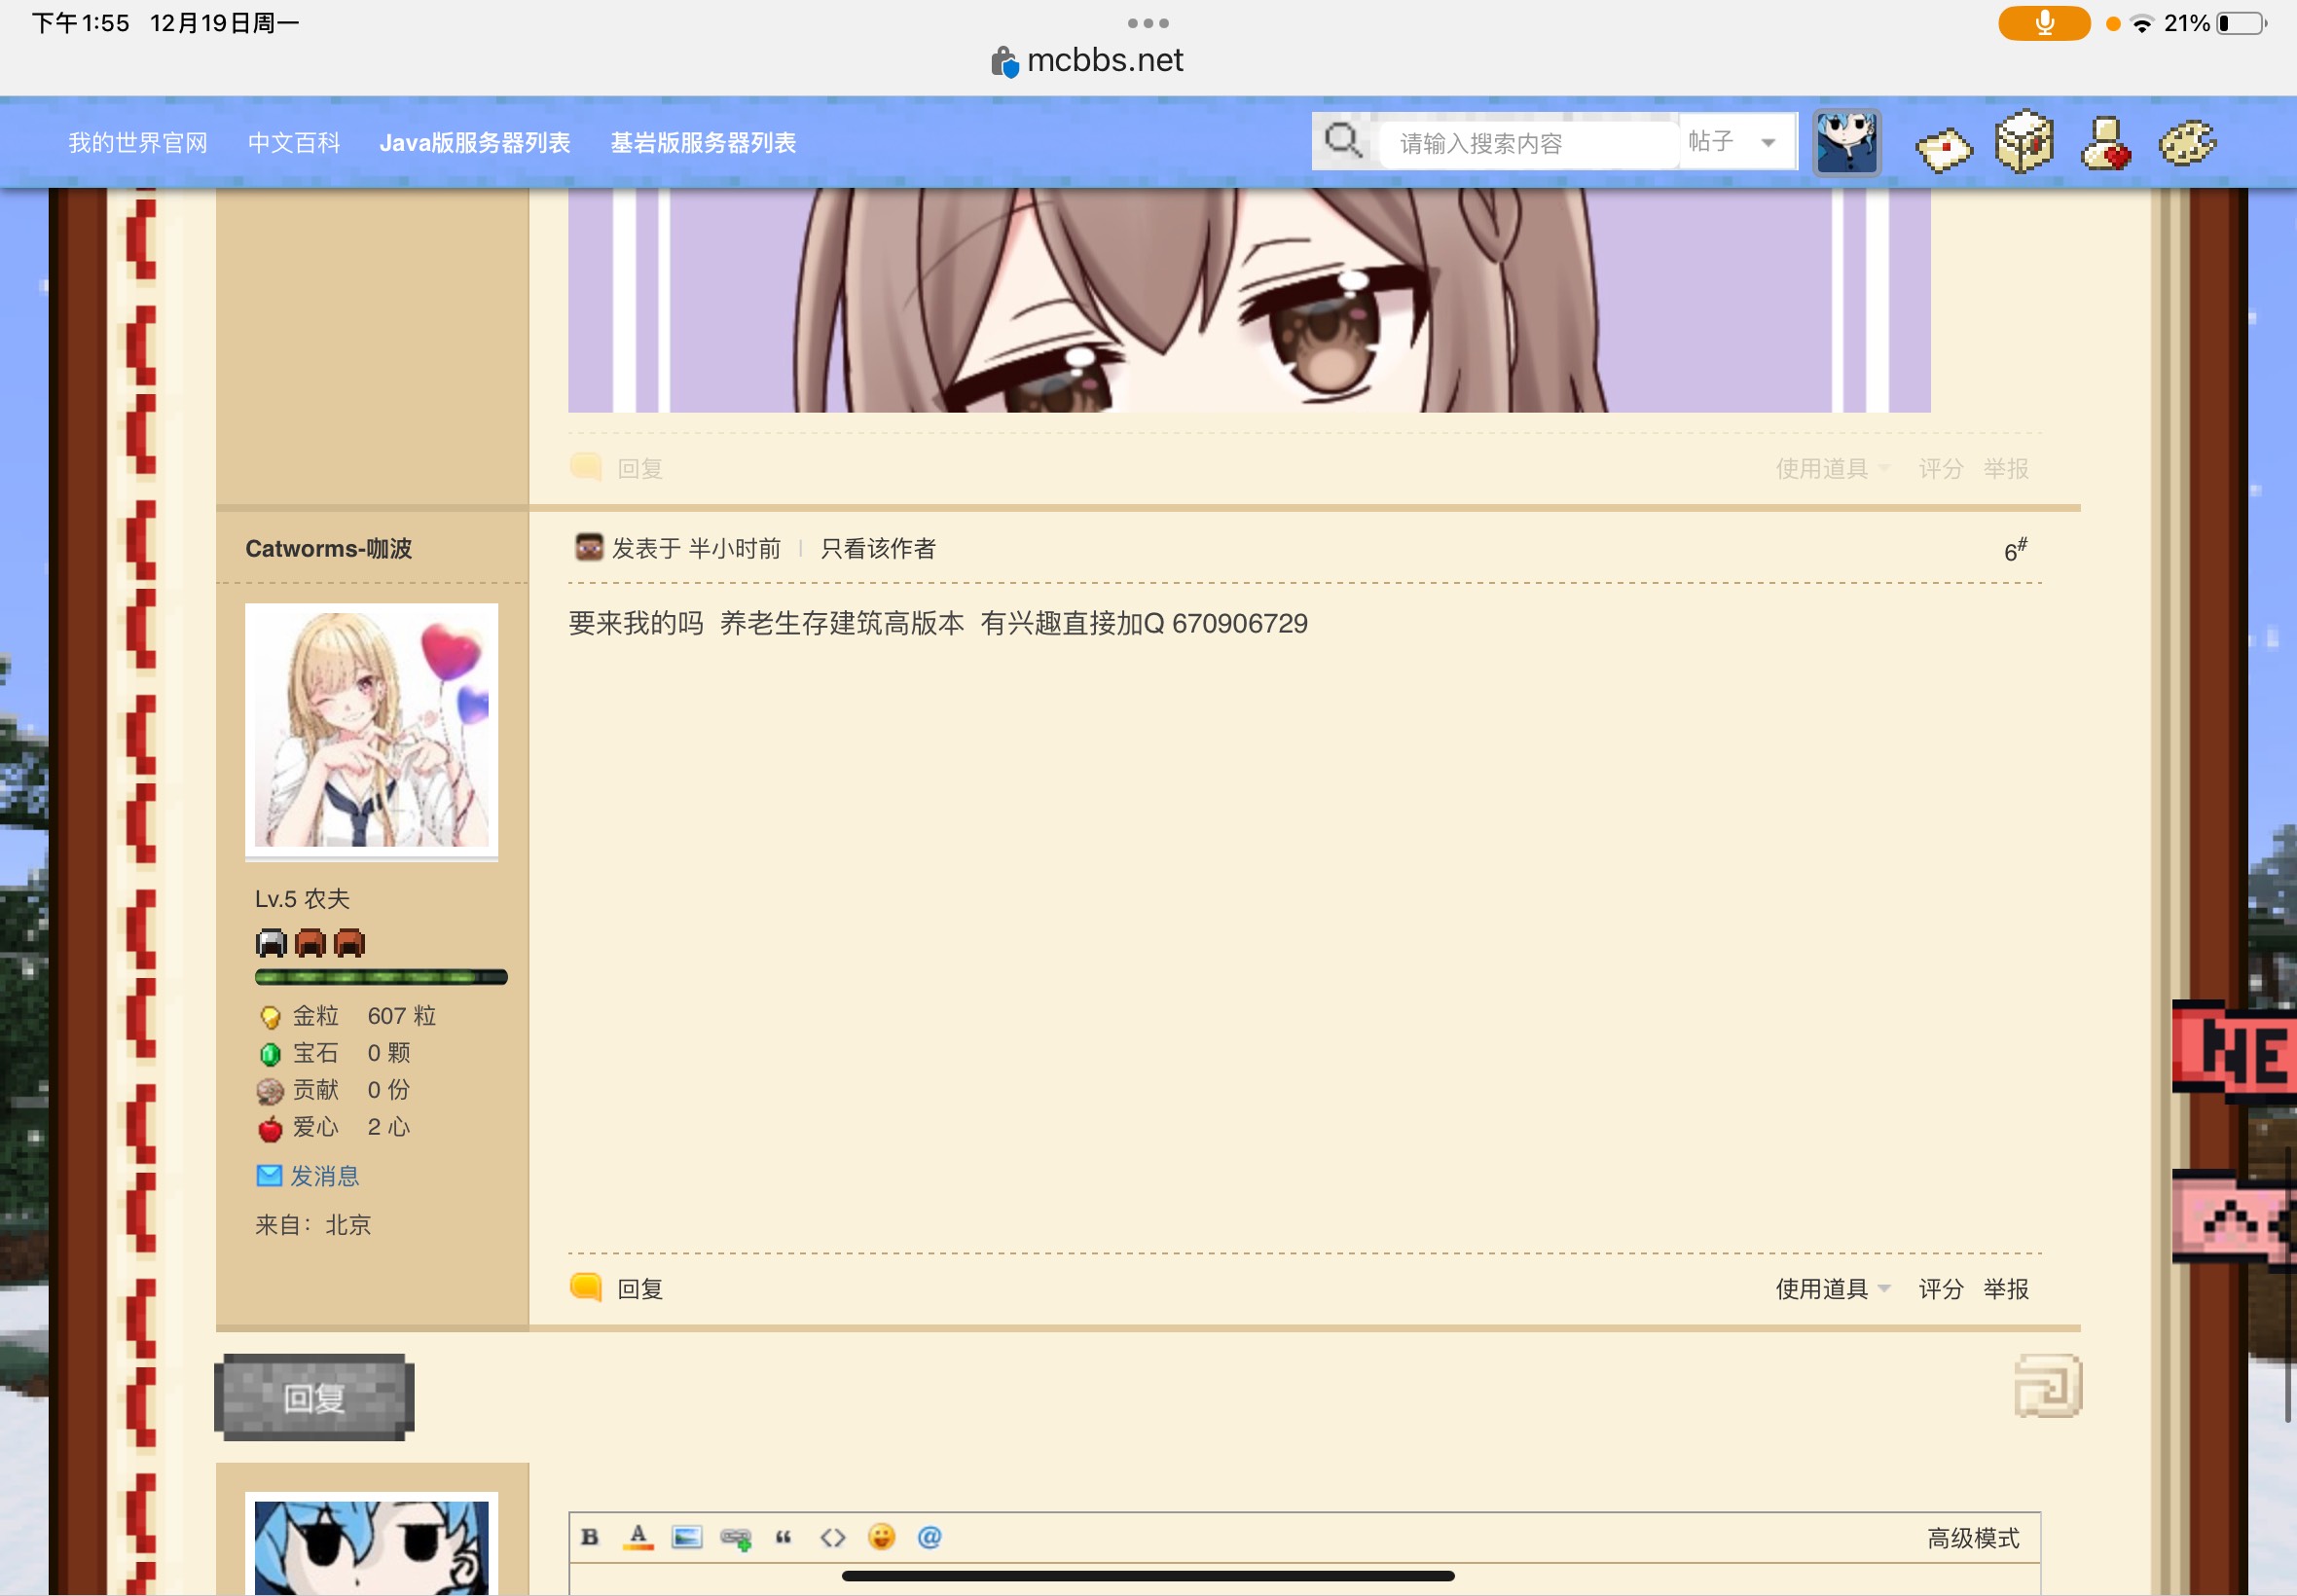 下午1:55 12月19日周一
21%
mcbbs.net
我的世界官网 中文百科 Java版服务器列表 基岩版服务器列表
请输入搜索内容 帖子
回复 使用道具 评分 举报
Catworms-咖波
发表于 半小时前 只看该作者 6#
要来我的吗 养老生存建筑高版本 有兴趣直接加Q 670906729
Lv.5 农夫
金粒 607 粒
宝石 0 颗
贡献 0 份
爱心 2 心
发消息
来自：北京
NE
回复 使用道具 评分 举报
回复
B A “ <> @ 高级模式